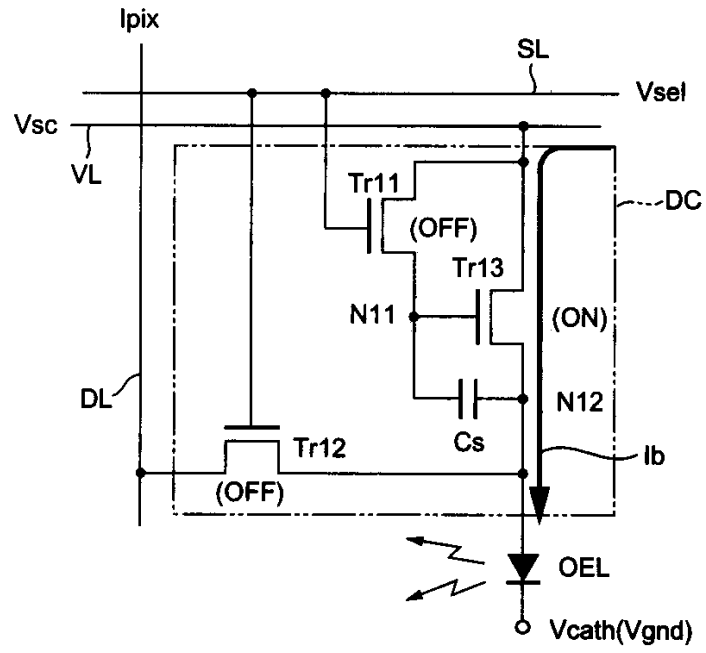 Ipix
SL
Vsel
Vsc
VL
Tr11
(OFF)
DC
Tr13
N11
(ON)
DL
N12
Cs
Tr12
Ib
(OFF)
OEL
Vcath(Vgnd)